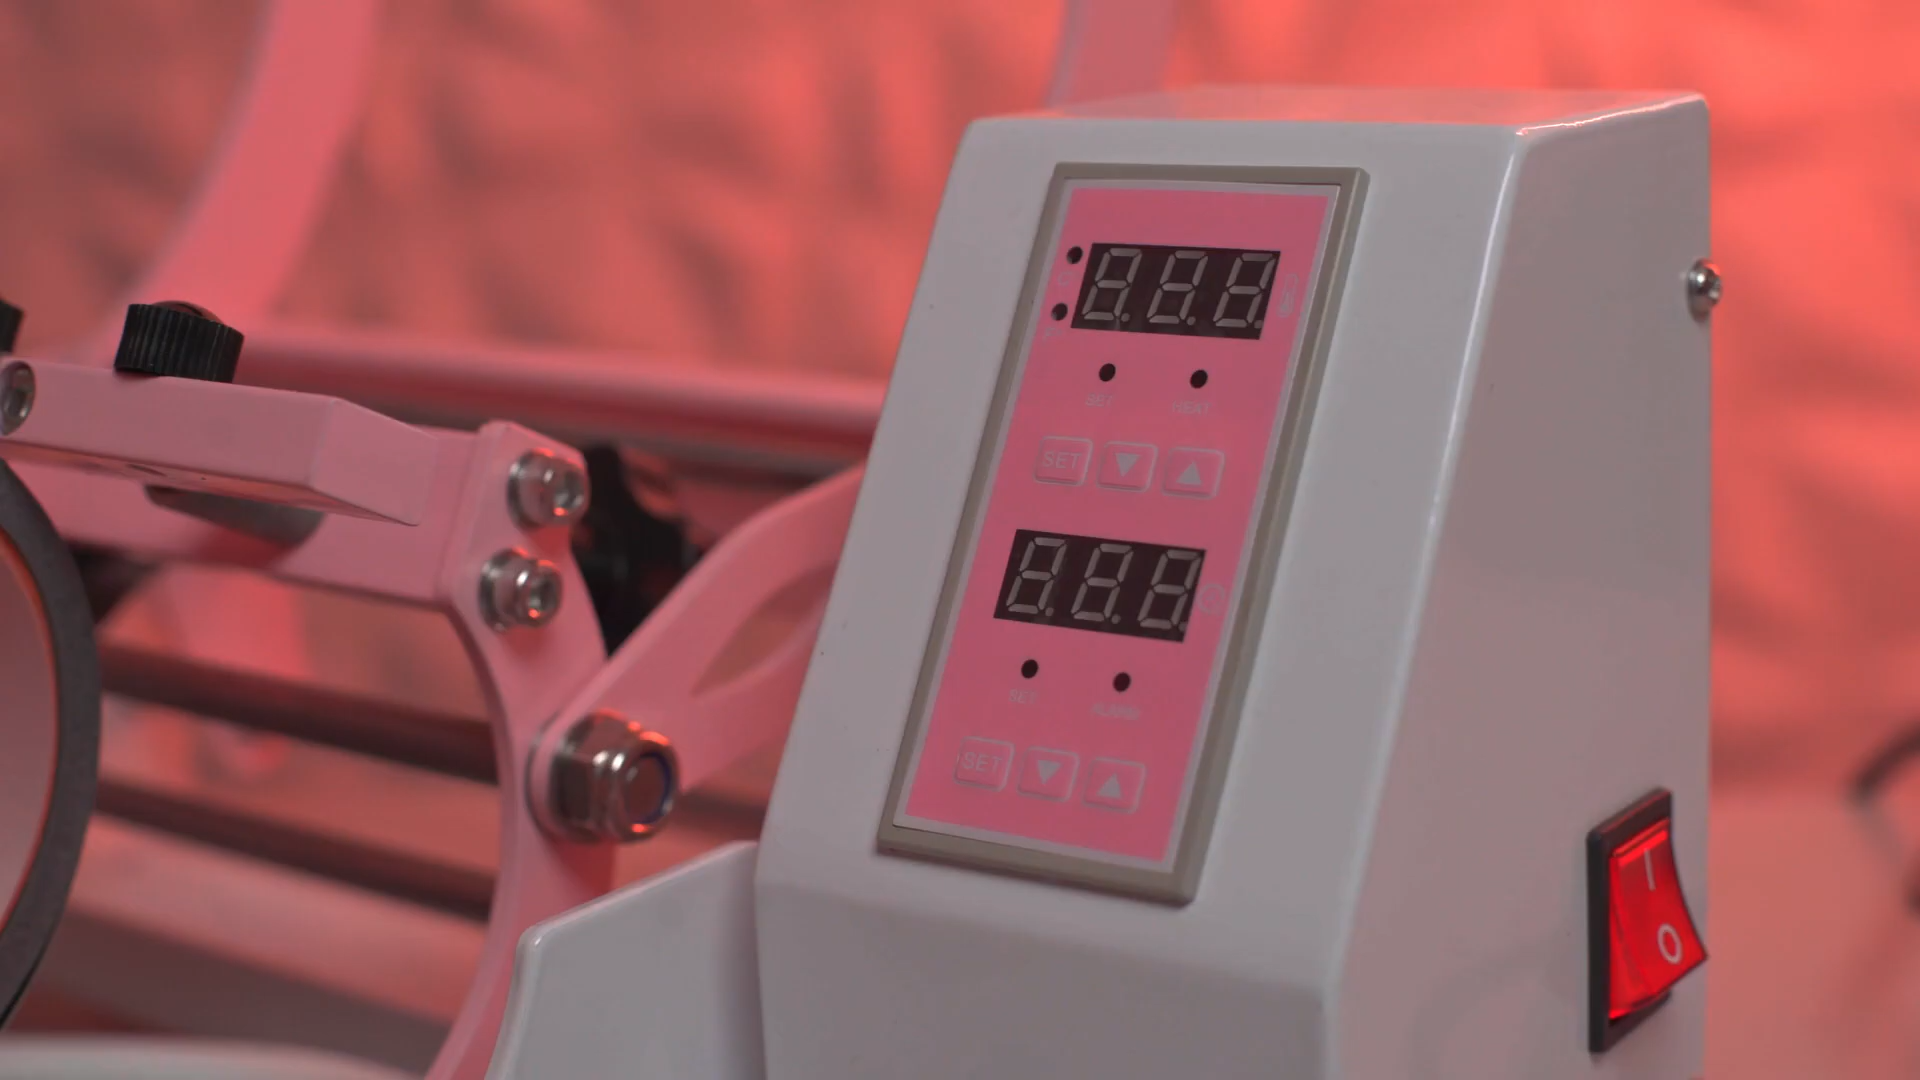 SET HEAT
SET ▼ ▲
SET ALARM
SET ▼ ▲
I
O